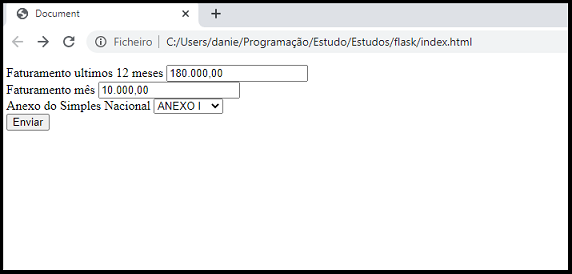 Document
Ficheiro C:/Users/danie/Programação/Estudo/Estudos/flask/index.html
Faturamento ultimos 12 meses 180.000,00
Faturamento mês 10.000,00
Anexo do Simples Nacional ANEXO I
Enviar